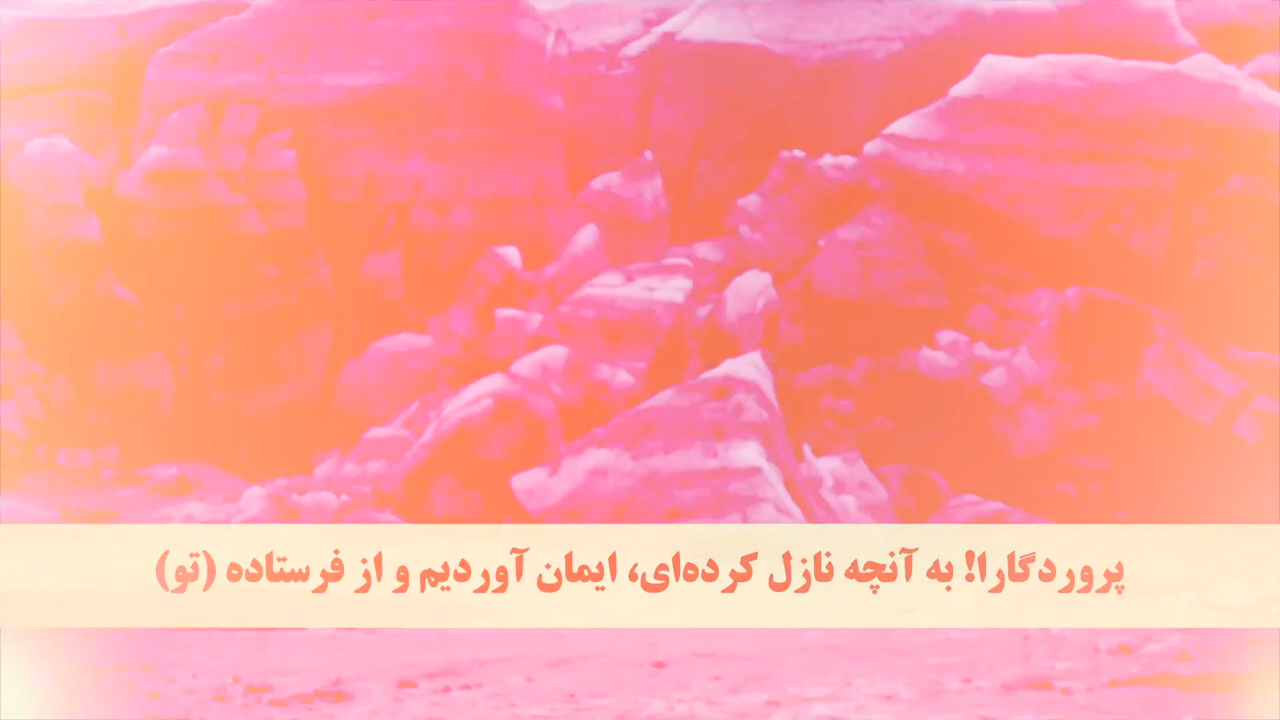 پروردگارا! به آنچه نازل کرده‌ای، ایمان آوردیم و از فرستاده (تو)